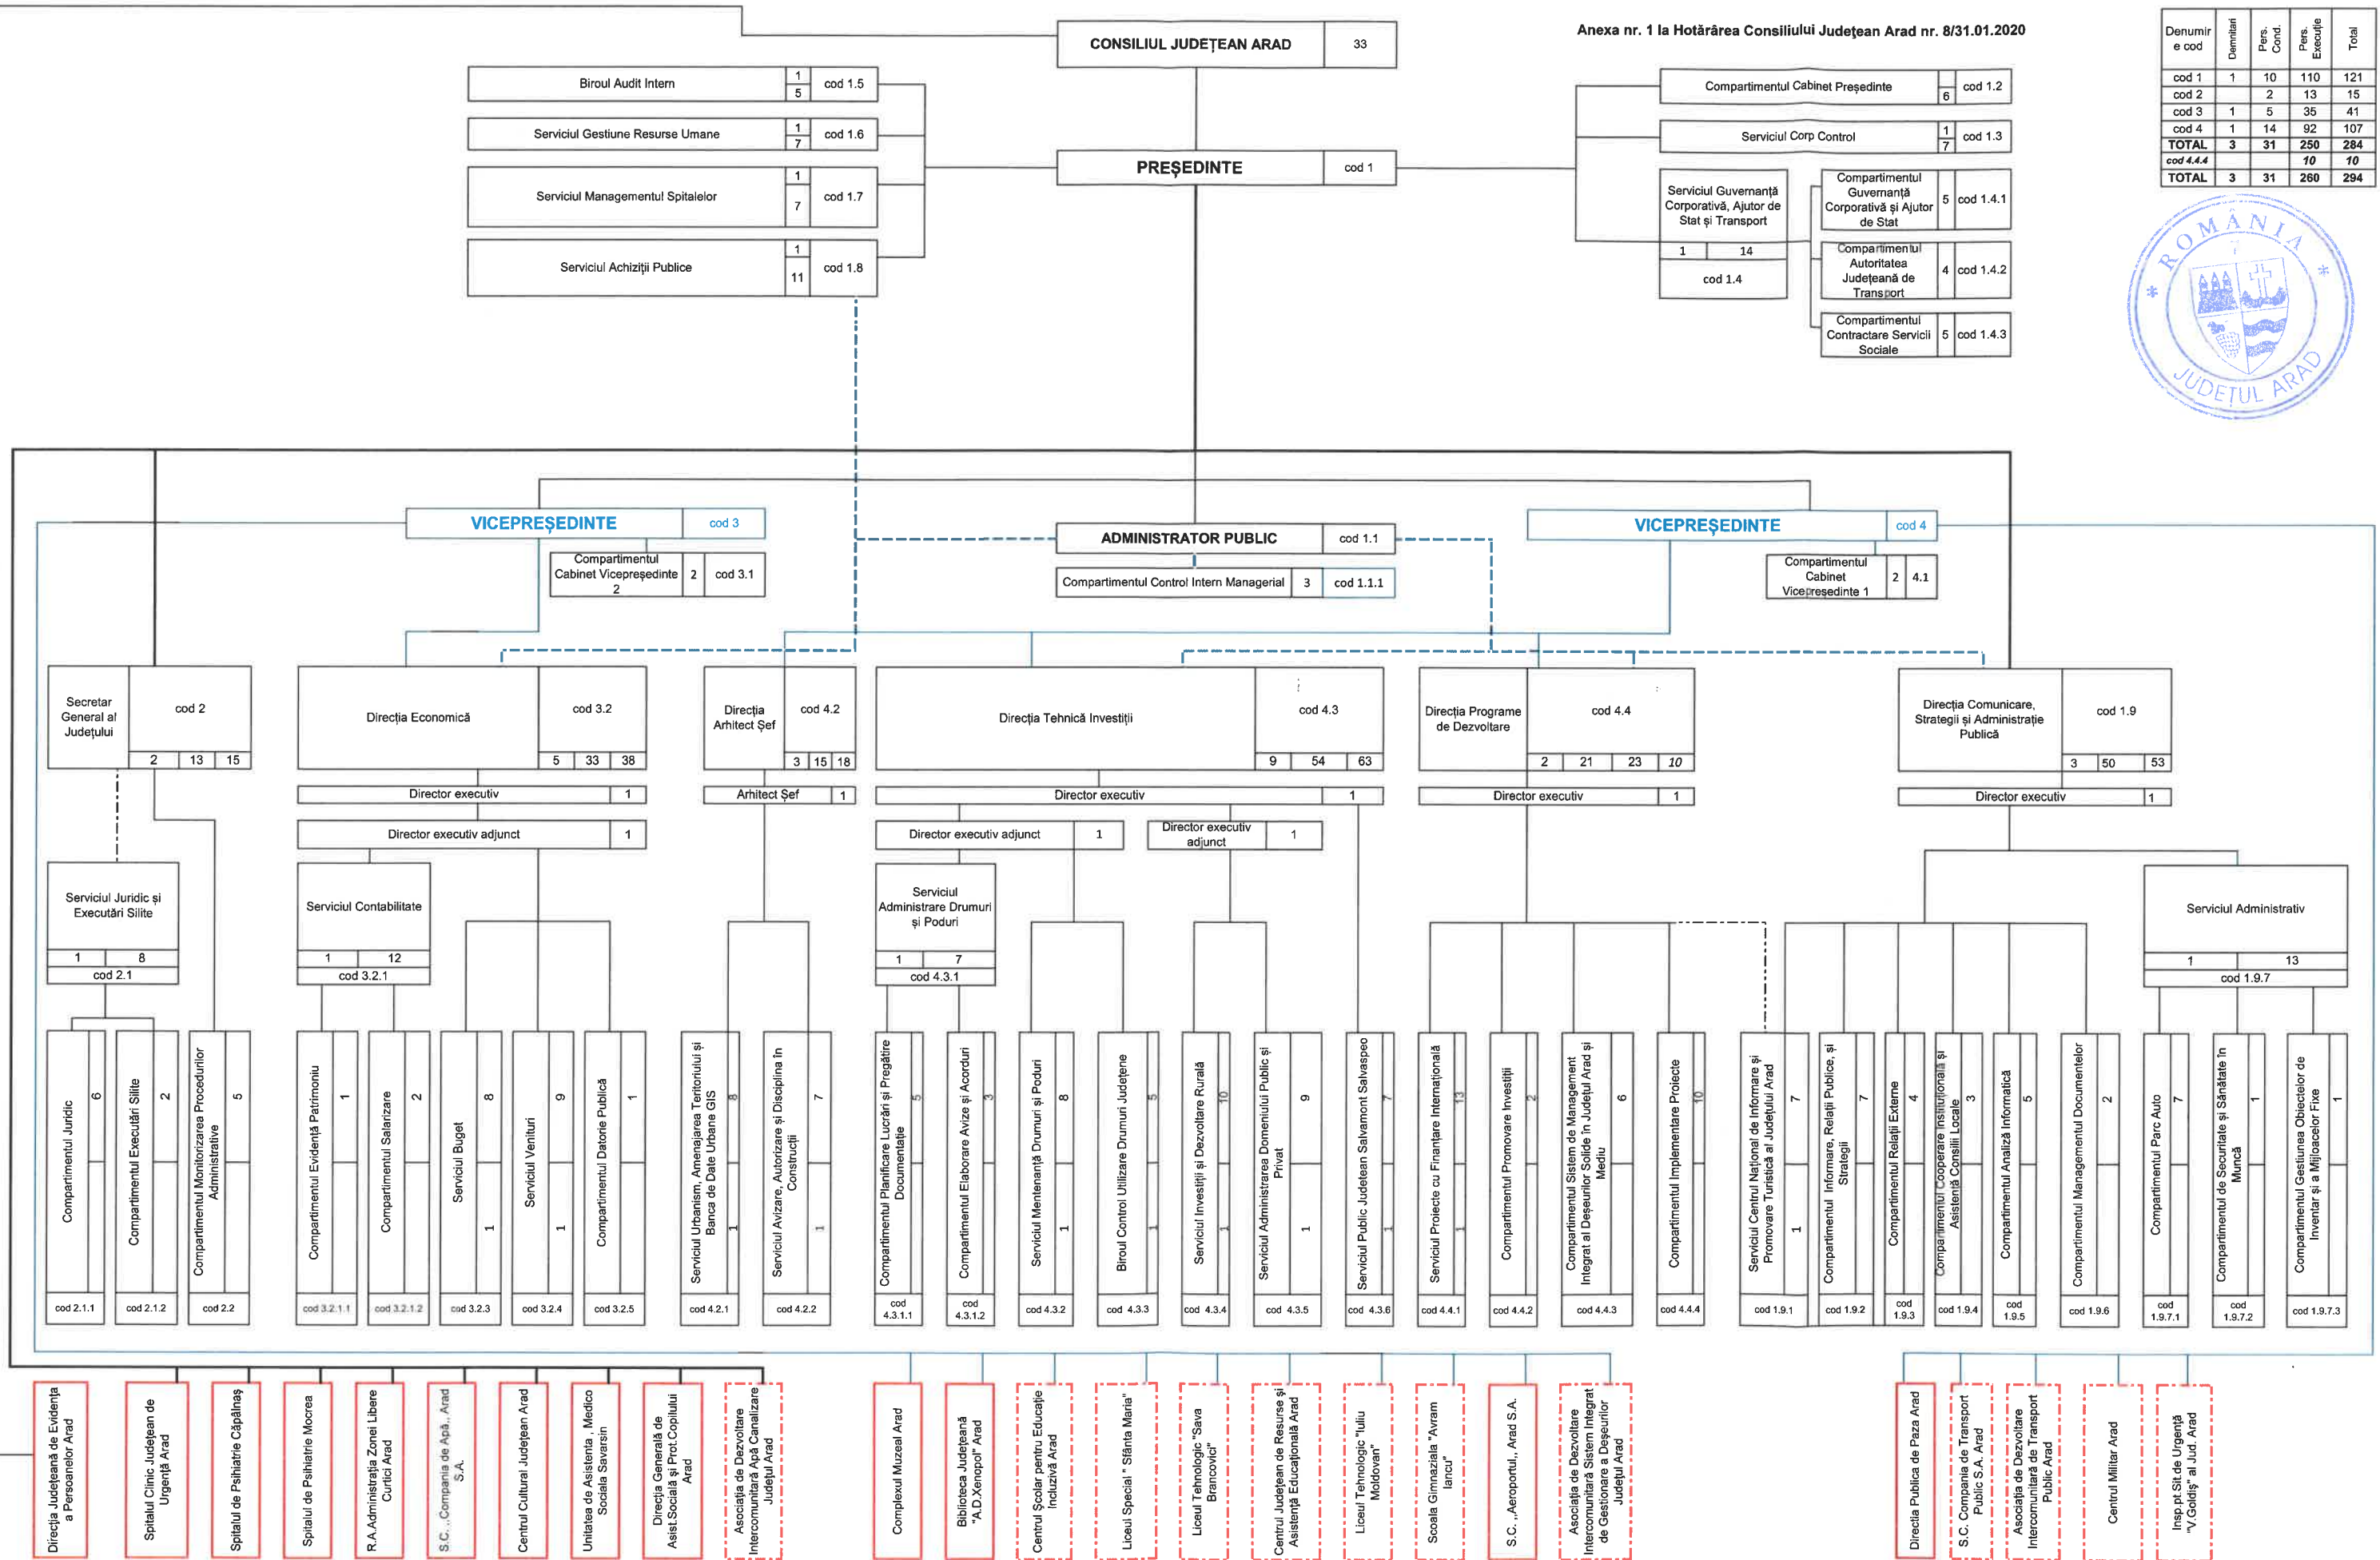 CONSILIUL JUDEȚEAN ARAD 33
Anexa nr. 1 la Hotărârea Consiliului Județean Arad nr. 8/31.01.2020
Denumir
e cod
Demnitari
Pers.
Cond.
Pers.
Execuție
Total
cod 1 1 10 110 121
cod 2 2 13 15
cod 3 1 5 35 41
cod 4 1 14 92 107
TOTAL 3 31 250 284
cod 4.4.4 10 10
TOTAL 3 31 260 294
ROMÂNIA
JUDEȚUL ARAD
Biroul Audit Intern 1 5 cod 1.5
Serviciul Gestiune Resurse Umane 1 7 cod 1.6
Serviciul Managementul Spitalelor 1 7 cod 1.7
Serviciul Achiziții Publice 1 11 cod 1.8
PREȘEDINTE cod 1
Compartimentul Cabinet Președinte 6 cod 1.2
Serviciul Corp Control 1 7 cod 1.3
Serviciul Guvernanță
Corporativă, Ajutor de
Stat și Transport
1 14
cod 1.4
Compartimentul
Guvernanță
Corporativă și Ajutor
de Stat
5 cod 1.4.1
Compartimentul
Autoritatea
Județeană de
Transport
4 cod 1.4.2
Compartimentul
Contractare Servicii
Sociale
5 cod 1.4.3
VICEPREȘEDINTE cod 3
Compartimentul
Cabinet Vicepreședinte
2
2 cod 3.1
ADMINISTRATOR PUBLIC cod 1.1
Compartimentul Control Intern Managerial 3 cod 1.1.1
VICEPREȘEDINTE cod 4
Compartimentul
Cabinet
Vicepreședinte 1
2 4.1
Secretar
General al
Județului
cod 2
2 13 15
Direcția Economică cod 3.2
5 33 38
Director executiv 1
Director executiv adjunct 1
Direcția
Arhitect Șef
cod 4.2
3 15 18
Arhitect Șef 1
Direcția Tehnică Investiții cod 4.3
9 54 63
Director executiv 1
Director executiv adjunct 1
Director executiv
adjunct
1
Direcția Programe
de Dezvoltare
cod 4.4
2 21 23 10
Director executiv 1
Direcția Comunicare,
Strategii și Administrație
Publică
cod 1.9
3 50 53
Director executiv 1
Serviciul Juridic și
Executări Silite
1 8
cod 2.1
Serviciul Contabilitate
1 12
cod 3.2.1
Serviciul
Administrare Drumuri
și Poduri
1 7
cod 4.3.1
Serviciul Administrativ
1 13
cod 1.9.7
Compartimentul Juridic
6
cod 2.1.1
Compartimentul Executări Silite
2
cod 2.1.2
Compartimentul Monitorizarea Procedurilor
Administrative
5
cod 2.2
Compartimentul Evidență Patrimoniu
1
cod 3.2.1.1
Compartimentul Salarizare
2
cod 3.2.1.2
Serviciul Buget
1 8
cod 3.2.3
Serviciul Venituri
1 9
cod 3.2.4
Compartimentul Datorie Publică
1
cod 3.2.5
Serviciul Urbanism, Amenajarea Teritoriului și
Banca de Date Urbane GIS
1 8
cod 4.2.1
Serviciul Avizare, Autorizare și Disciplina în
Construcții
1 7
cod 4.2.2
Compartimentul Planificare Lucrări și Pregătire
Documentație
5
cod
4.3.1.1
Compartimentul Elaborare Avize și Acorduri
3
cod
4.3.1.2
Serviciul Mentenanță Drumuri și Poduri
1 8
cod 4.3.2
Biroul Control Utilizare Drumuri Județene
1 5
cod 4.3.3
Serviciul Investiții și Dezvoltare Rurală
1 10
cod 4.3.4
Serviciul Administrarea Domeniului Public și
Privat
1 9
cod 4.3.5
Serviciul Public Judetean Salvamont Salvaspeo
1 7
cod 4.3.6
Serviciul Proiecte cu Finanțare Internațională
1 13
cod 4.4.1
Compartimentul Promovare Investiții
2
cod 4.4.2
Compartimentul Sistem de Management
Integrat al Deșeurilor Solide în Județul Arad și
Mediu
6
cod 4.4.3
Compartimentul Implementare Proiecte
10
cod 4.4.4
Serviciul Centrul Național de Informare și
Promovare Turistică al Județului Arad
1 7
cod 1.9.1
Compartimentul Informare, Relații Publice, și
Strategii
7
cod 1.9.2
Compartimentul Relații Externe
4
cod
1.9.3
Compartimentul Cooperare Instituțională și
Asistență Consilii Locale
3
cod 1.9.4
Compartimentul Analiză Informatică
5
cod
1.9.5
Compartimentul Managementul Documentelor
2
cod 1.9.6
Compartimentul Parc Auto
7
cod
1.9.7.1
Compartimentul de Securitate și Sănătate în
Muncă
1
cod
1.9.7.2
Compartimentul Gestiunea Obiectelor de
Inventar și a Mijloacelor Fixe
1
cod 1.9.7.3
Direcția Județeană de Evidența
a Persoanelor Arad
Spitalul Clinic Județean de
Urgență Arad
Spitalul de Psihiatrie Căpâlnaș
Spitalul de Psihiatrie Mocrea
R.A.Administrația Zonei Libere
Curtici Arad
S.C. ,,Compania de Apă,, Arad
S.A.
Centrul Cultural Județean Arad
Unitatea de Asistenta , Medico
Sociala Savarsin
Direcția Generală de
Asist.Socială și Prot.Copilului
Arad
Asociația de Dezvoltare
Intercomunitară Apă Canalizare
Județul Arad
Complexul Muzeal Arad
Biblioteca Județeană
"A.D.Xenopol" Arad
Centrul Școlar pentru Educație
Incluzivă Arad
Liceul Special " Sfânta Maria"
Liceul Tehnologic "Sava
Brancovici"
Centrul Județean de Resurse și
Asistență Educațională Arad
Liceul Tehnologic "Iuliu
Moldovan"
Scoala Gimnaziala "Avram
Iancu"
S.C. ,,Aeroportul,, Arad S.A.
Asociația de Dezvoltare
Intercomunitară Sistem Integrat
de Gestionare a Deșeurilor
Județul Arad
Directia Publica de Paza Arad
S.C. Compania de Transport
Public S.A. Arad
Asociația de Dezvoltare
Intercomunitară de Transport
Public Arad
Centrul Militar Arad
Insp.pt.Sit.de Urgență
"V.Goldiș" al Jud. Arad